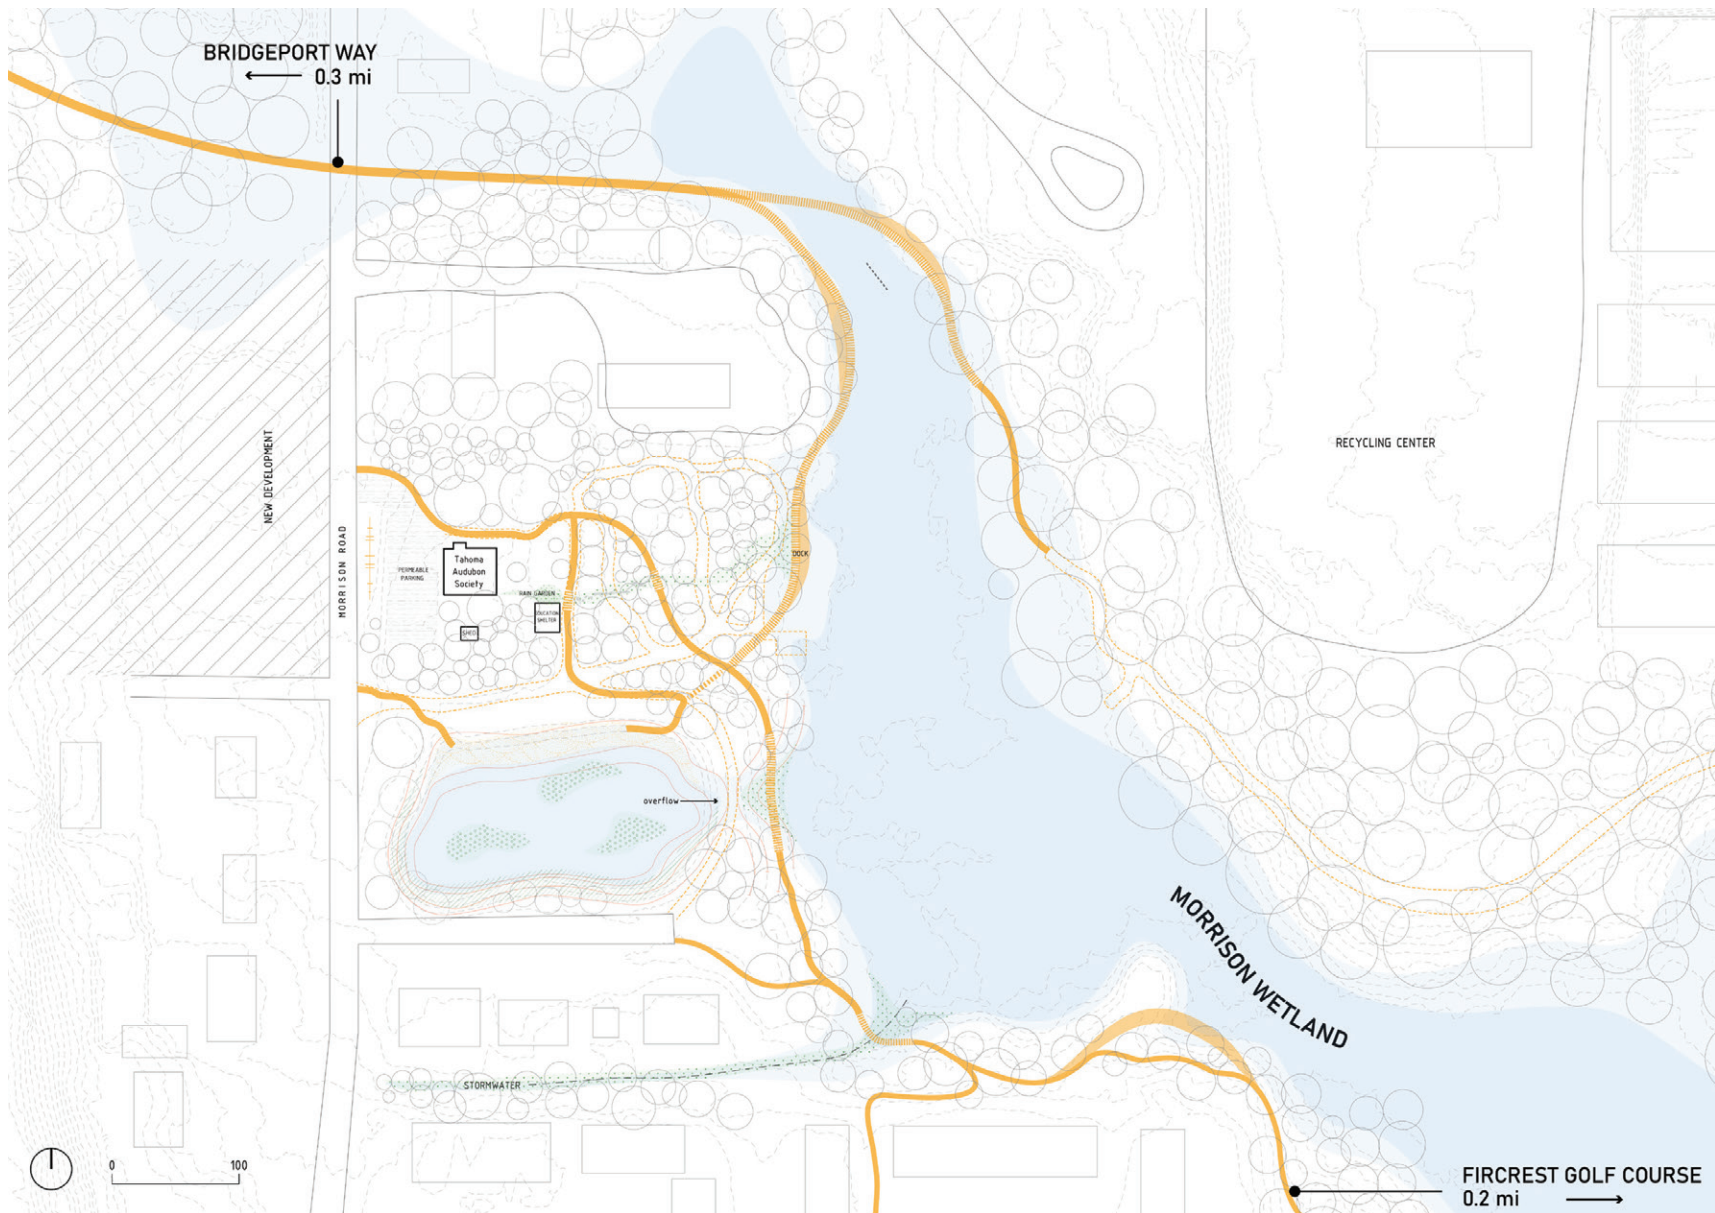 BRIDGEPORT WAY
0.3 mi
RECYCLING CENTER
NEW DEVELOPMENT
MORRISON ROAD
PERMEABLE
PARKING
Tahoma
Audubon
Society
RAIN GARDEN
EDUCATION
SHELTER
SHED
DOCK
overflow
MORRISON WETLAND
STORMWATER
0 100
FIRCREST GOLF COURSE
0.2 mi